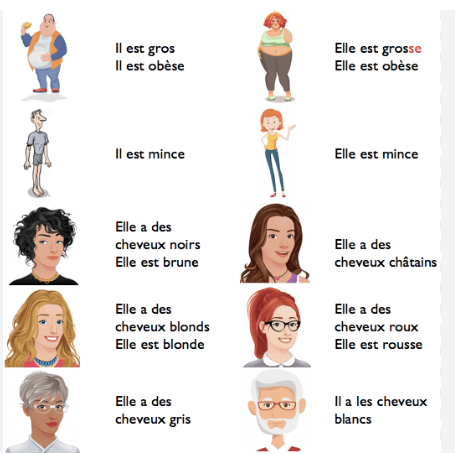 Il est gros
Il est obèse
Elle est grosse
Elle est obèse
Il est mince
Elle est mince
Elle a des
cheveux noirs
Elle est brune
Elle a des
cheveux châtains
Elle a des
cheveux blonds
Elle est blonde
Elle a des
cheveux roux
Elle est rousse
Elle a des
cheveux gris
Il a les cheveux
blancs